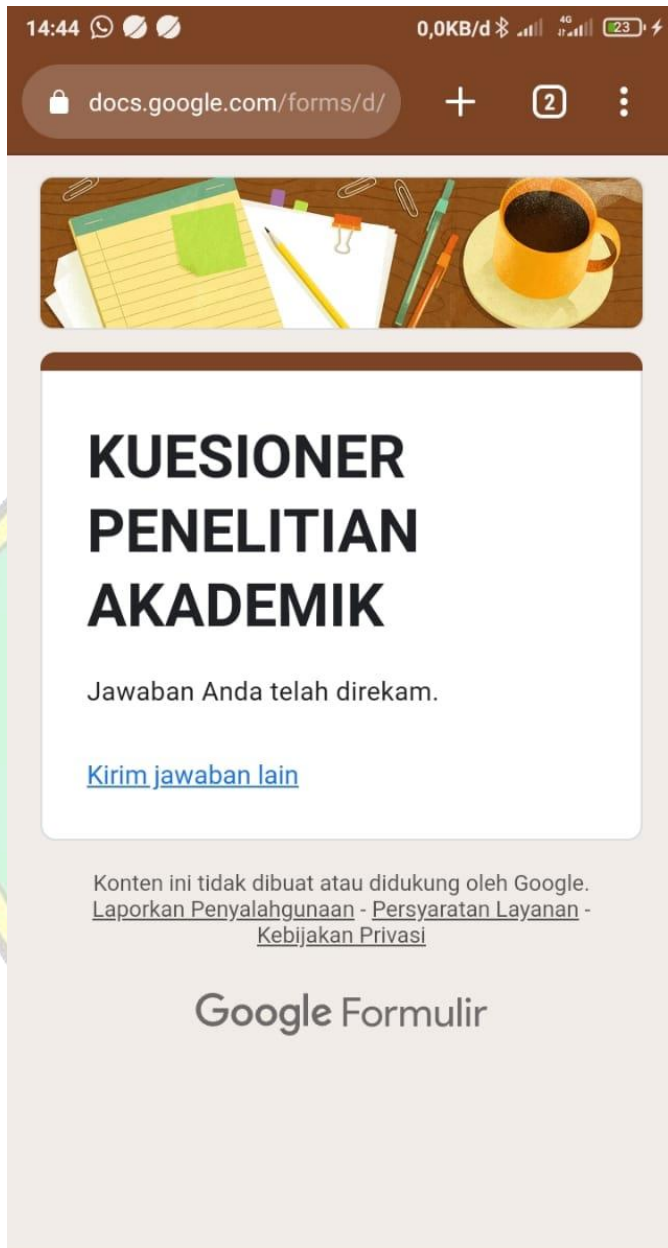 14:44 0,0KB/d 4G 23
docs.google.com/forms/d/ 2
KUESIONER
PENELITIAN
AKADEMIK
Jawaban Anda telah direkam.
Kirim jawaban lain
Konten ini tidak dibuat atau didukung oleh Google.
Laporkan Penyalahgunaan - Persyaratan Layanan -
Kebijakan Privasi
Google Formulir